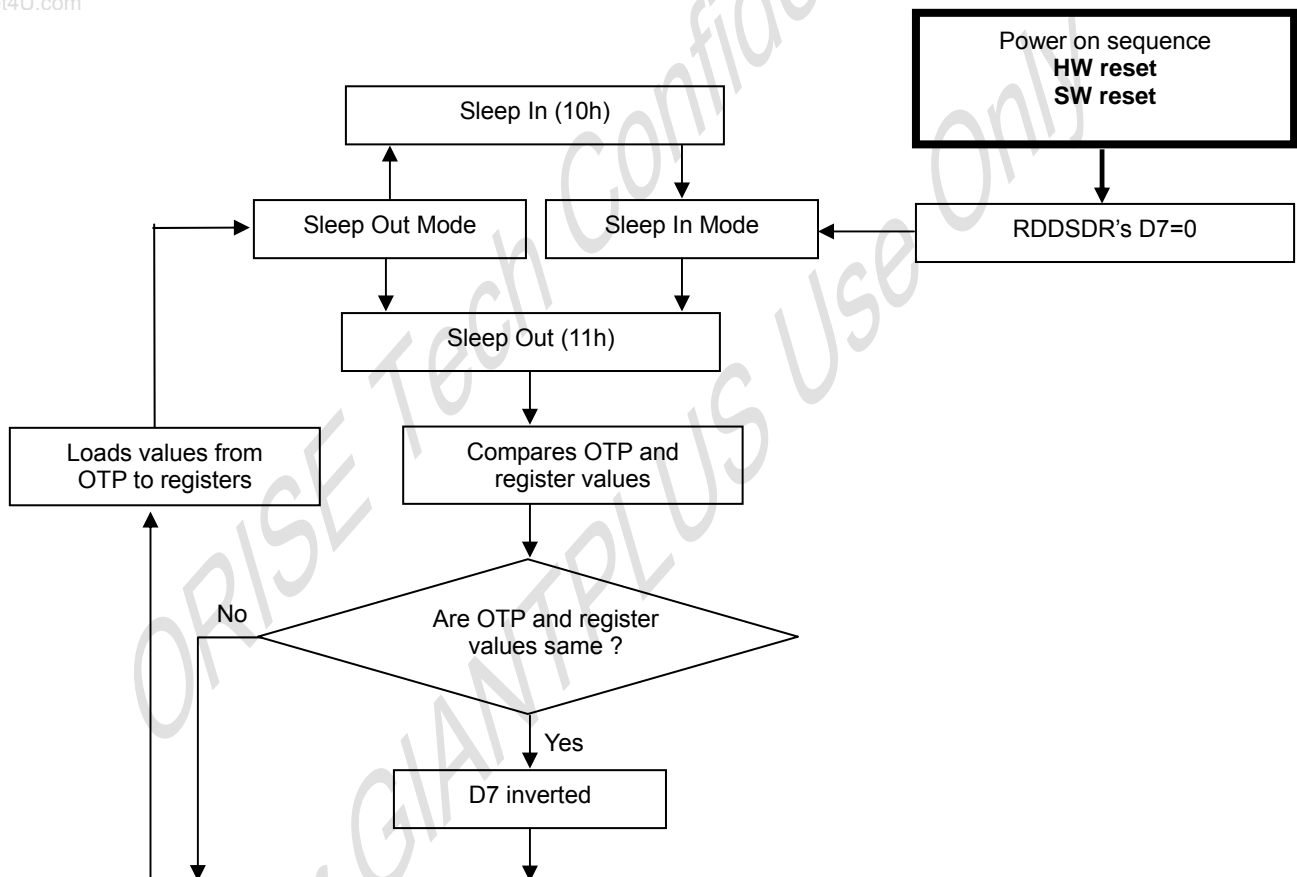 t4U.com
Power on sequence
HW reset
SW reset
Sleep In (10h)
Sleep Out Mode
Sleep In Mode
RDDSDR's D7=0
Sleep Out (11h)
Loads values from
OTP to registers
Compares OTP and
register values
No
Are OTP and register
values same ?
Yes
D7 inverted
ORISE Tech Confid
GIANTPLUS Use Only